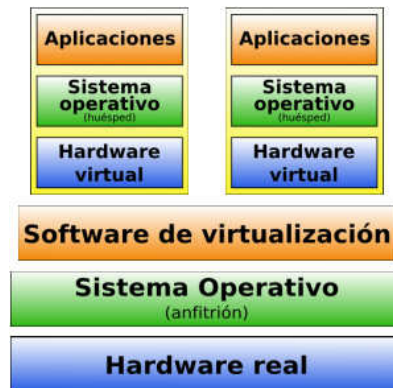 Aplicaciones
Sistema
operativo
(huésped)
Hardware
virtual
Aplicaciones
Sistema
operativo
(huésped)
Hardware
virtual
Software de virtualización
Sistema Operativo
(anfitrión)
Hardware real